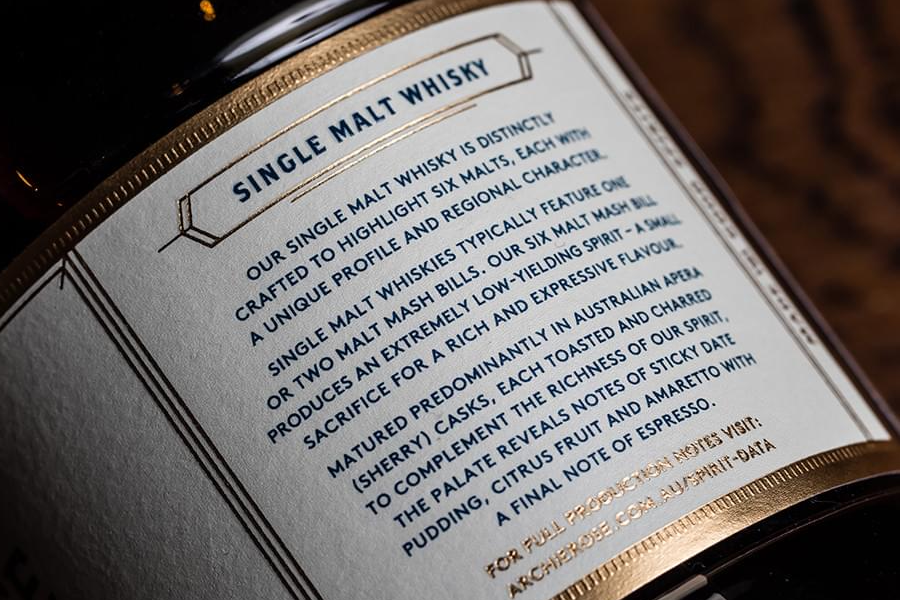 SINGLE MALT WHISKY
OUR SINGLE MALT WHISKY IS DISTINCTLY
CRAFTED TO HIGHLIGHT SIX MALTS, EACH WITH
A UNIQUE PROFILE AND REGIONAL CHARACTER.
SINGLE MALT WHISKIES TYPICALLY FEATURE ONE
OR TWO MALT MASH BILLS. OUR SIX MALT MASH BILL
PRODUCES AN EXTREMELY LOW-YIELDING SPIRIT – A SMALL
SACRIFICE FOR A RICH AND EXPRESSIVE FLAVOUR.
MATURED PREDOMINANTLY IN AUSTRALIAN APERA
(SHERRY) CASKS, EACH TOASTED AND CHARRED
TO COMPLEMENT THE RICHNESS OF OUR SPIRIT,
THE PALATE REVEALS NOTES OF STICKY DATE
PUDDING, CITRUS FRUIT AND AMARETTO WITH
A FINAL NOTE OF ESPRESSO.
FOR FULL PRODUCTION NOTES VISIT:
ARCHIEROSE.COM.AU/SPIRIT-DATA